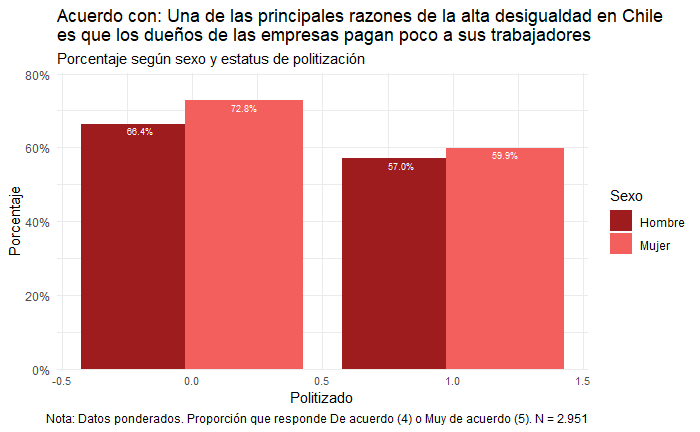 Acuerdo con: Una de las principales razones de la alta desigualdad en Chile
es que los dueños de las empresas pagan poco a sus trabajadores
Porcentaje según sexo y estatus de politización
80%
60%
40%
20%
0%
Porcentaje
66.4%
72.8%
57.0%
59.9%
-0.5
0.0
0.5
1.0
1.5
Politizado
Sexo
Hombre
Mujer
Nota: Datos ponderados. Proporción que responde De acuerdo (4) o Muy de acuerdo (5). N = 2.951